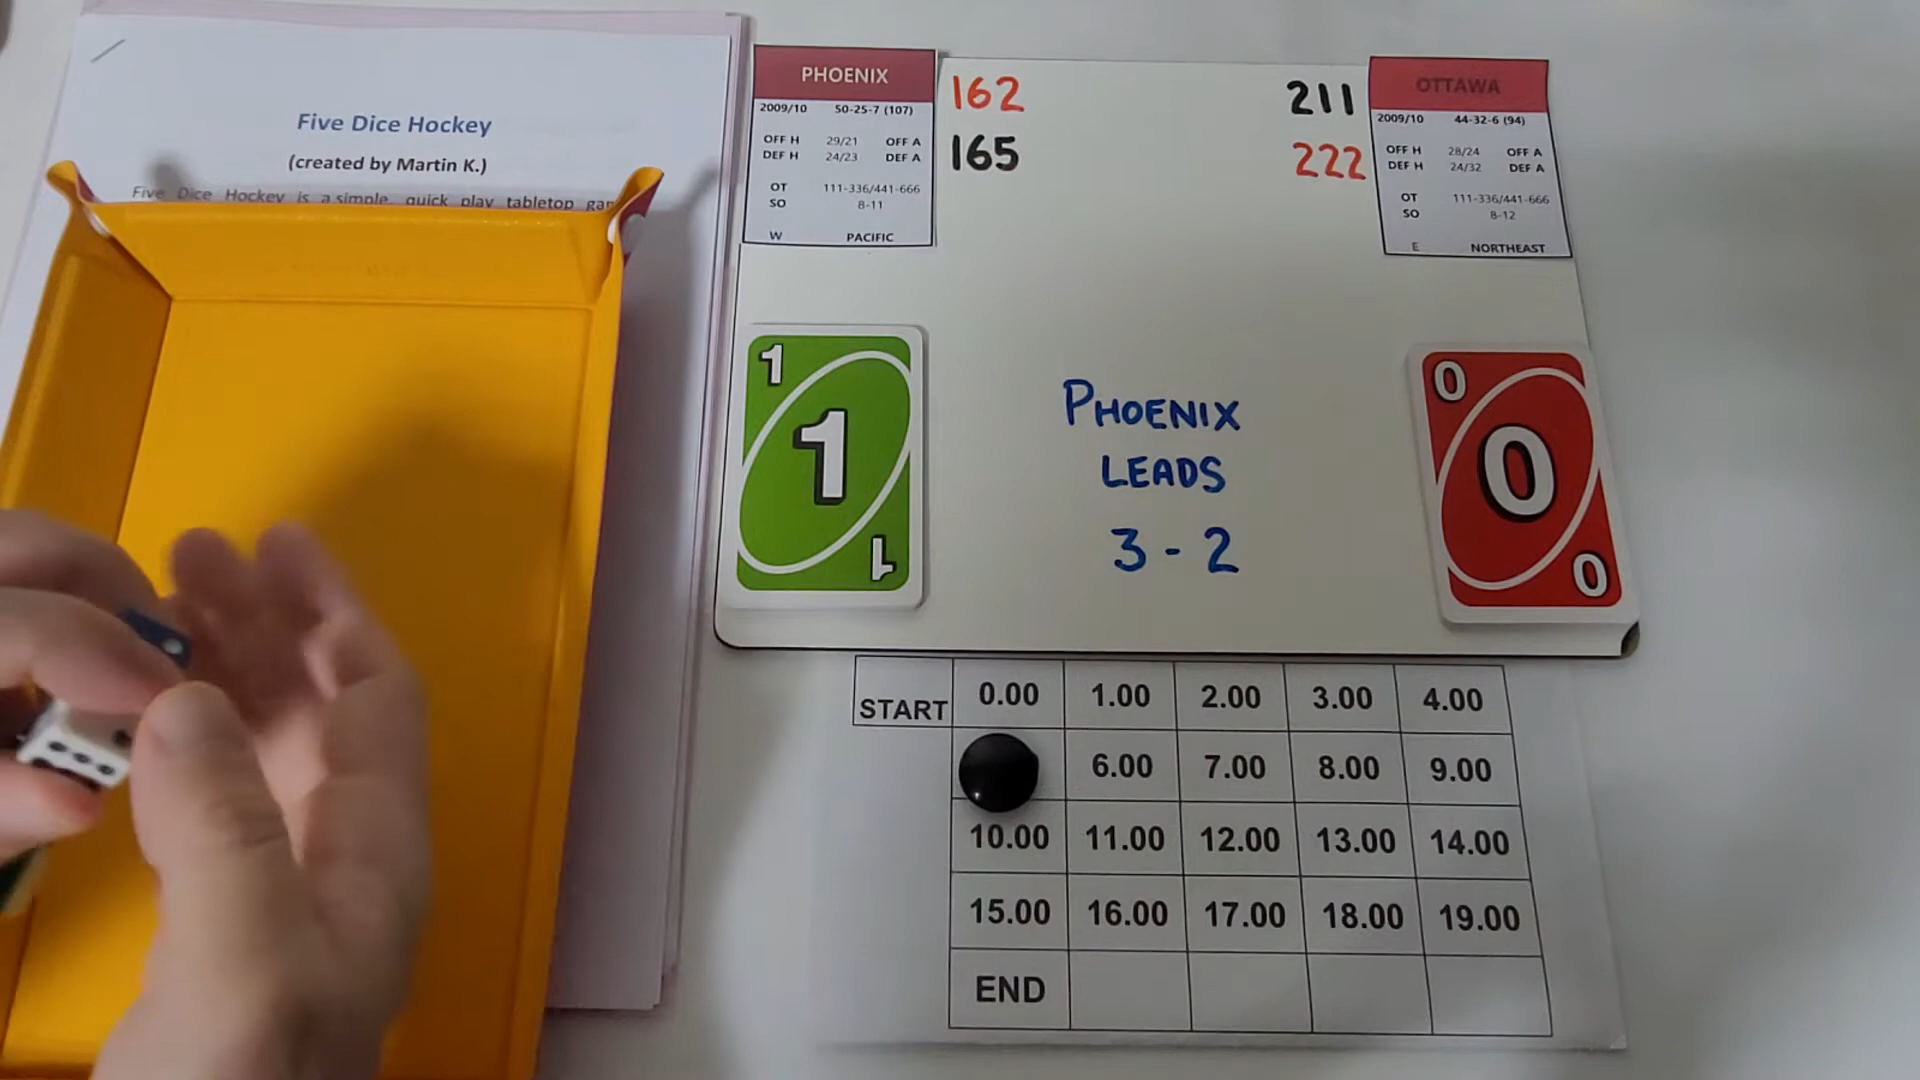 Five Dice Hockey
(created by Martin K.)
Five Dice Hockey is a simple, quick play tabletop
PHOENIX
2009/10 50-25-7 (107)
OFF H 29/21 OFF A
DEF H 24/23 DEF A
OT 111-336/441-666
SO 8-11
W PACIFIC
162
165
211
222
OTTAWA
2009/10 44-32-6 (94)
OFF H 28/24 OFF A
DEF H 24/32 DEF A
OT 111-336/441-666
SO 8-12
E NORTHEAST
1
1
1
PHOENIX
LEADS
3 - 2
0
0
0
START 0.00 1.00 2.00 3.00 4.00
6.00 7.00 8.00 9.00
10.00 11.00 12.00 13.00 14.00
15.00 16.00 17.00 18.00 19.00
END